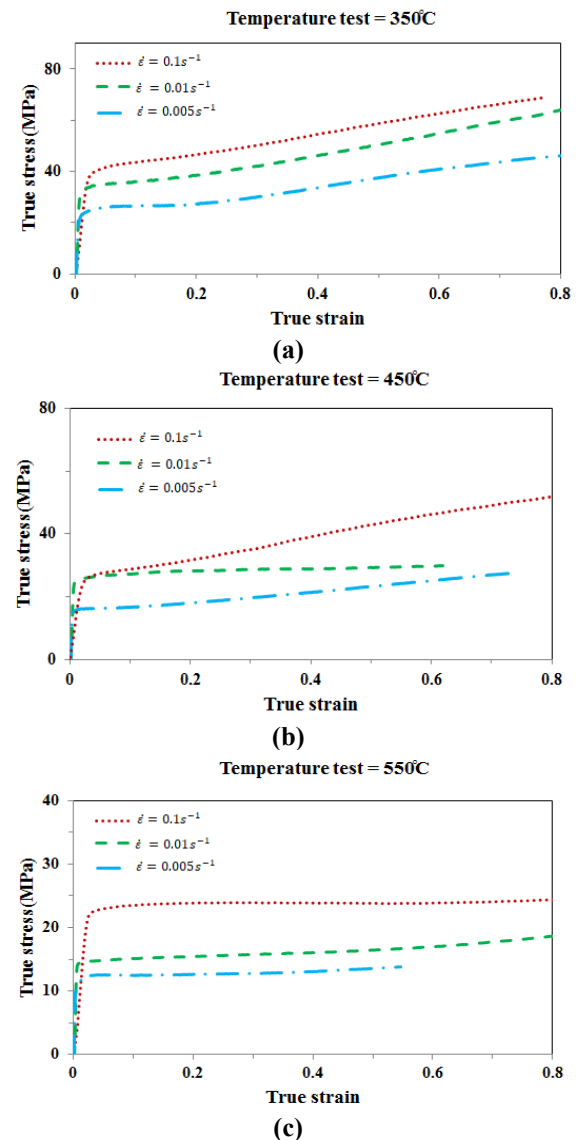 Temperature test = 350℃
80
40
0
True stress(MPa)
ε̇ = 0.1s⁻¹
ε̇ = 0.01s⁻¹
ε̇ = 0.005s⁻¹
0 0.2 0.4 0.6 0.8
True strain
(a)
Temperature test = 450℃
80
40
0
True stress(MPa)
ε̇ = 0.1s⁻¹
ε̇ = 0.01s⁻¹
ε̇ = 0.005s⁻¹
0 0.2 0.4 0.6 0.8
True strain
(b)
Temperature test = 550℃
40
30
20
10
0
True stress(MPa)
ε̇ = 0.1s⁻¹
ε̇ = 0.01s⁻¹
ε̇ = 0.005s⁻¹
0 0.2 0.4 0.6 0.8
True strain
(c)